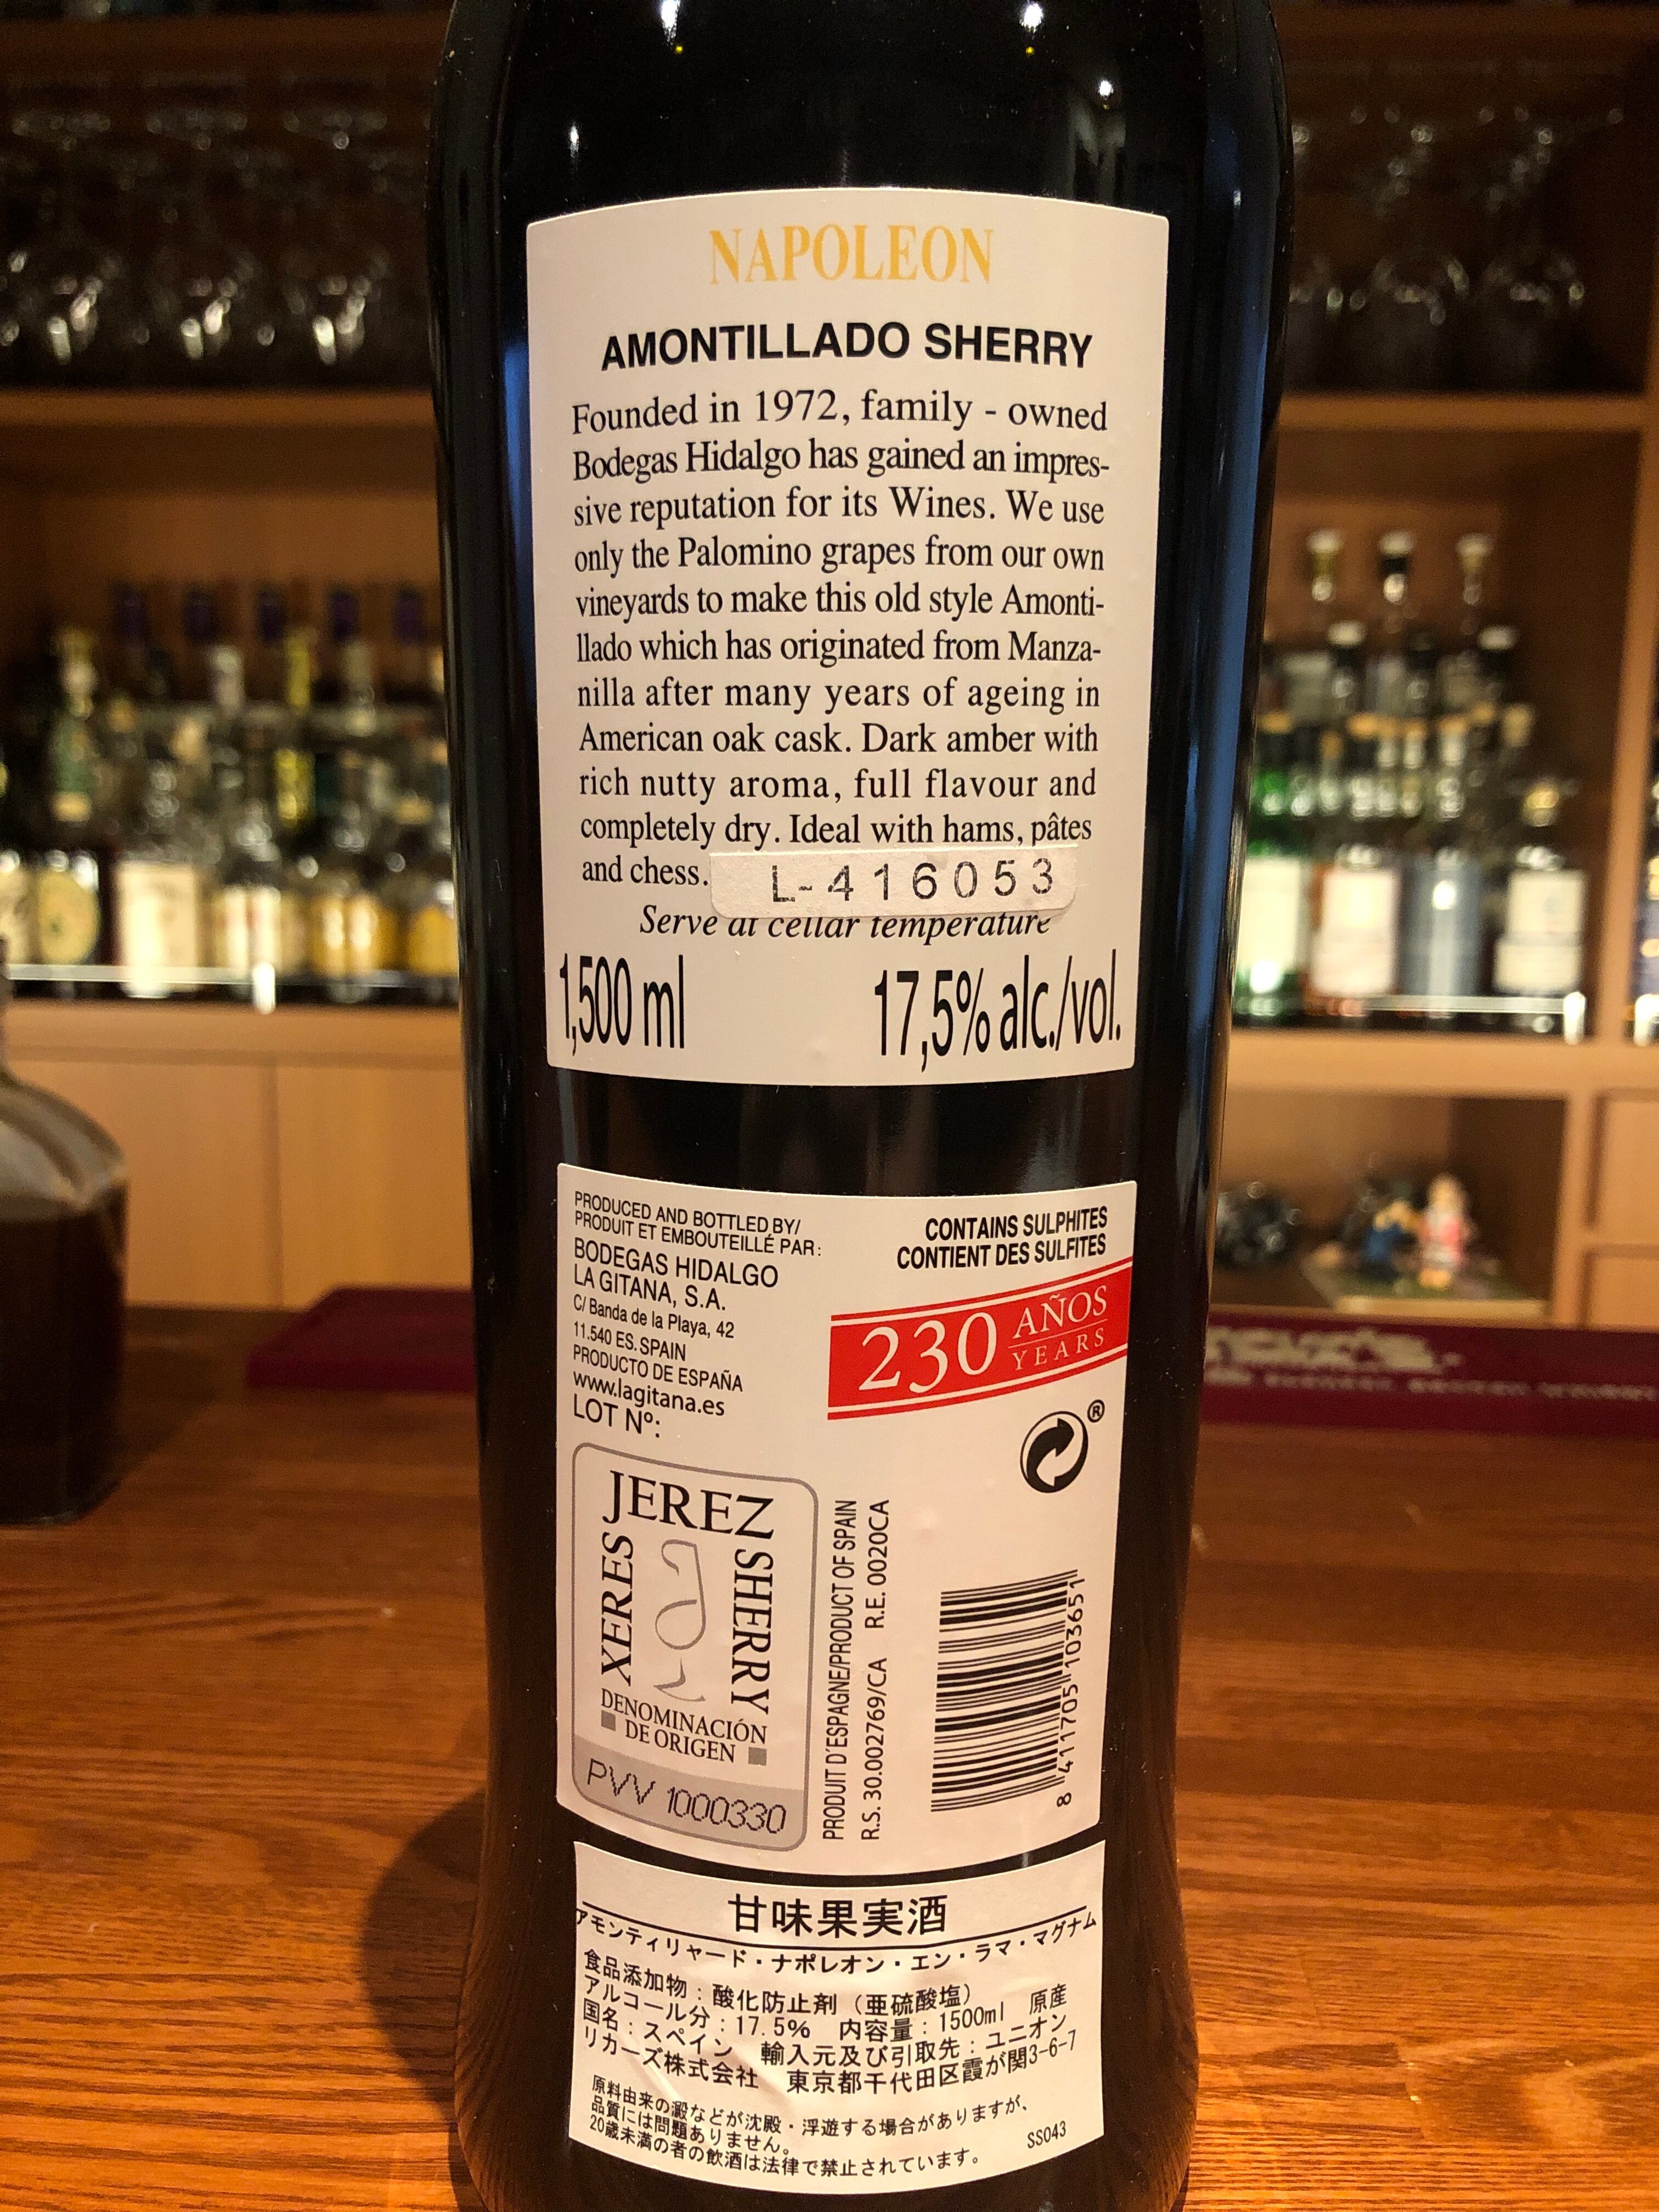 NAPOLEON
AMONTILLADO SHERRY
Founded in 1972, family - owned
Bodegas Hidalgo has gained an impres-
sive reputation for its Wines. We use
only the Palomino grapes from our own
vineyards to make this old style Amonti-
llado which has originated from Manza-
nilla after many years of ageing in
American oak cask. Dark amber with
rich nutty aroma, full flavour and
completely dry. Ideal with hams, pâtes
and chess.
L-416053
Serve at cellar temperature
1,500 ml
17,5% alc./vol.
PRODUCED AND BOTTLED BY/
PRODUIT ET EMBOUTEILLÉ PAR:
BODEGAS HIDALGO
LA GITANA, S.A.
C/ Banda de la Playa, 42
11.540 ES. SPAIN
PRODUCTO DE ESPAÑA
www.lagitana.es
LOT Nº:
CONTAINS SULPHITES
CONTIENT DES SULFITES
230 AÑOS
YEARS
®
JEREZ
XERES
SHERRY
DENOMINACIÓN
DE ORIGEN
PVV 1000330
PRODUIT D'ESPAGNE/PRODUCT OF SPAIN
R.S. 30.002769/CA R.E. 0020CA
8 411705 103651
甘味果実酒
アモンティリャード・ナポレオン・エン・ラマ・マグナム
食品添加物：酸化防止剤（亜硫酸塩）
アルコール分：17.5% 内容量：1500ml 原産
国名：スペイン 輸入元及び引取先：ユニオン
リカーズ株式会社 東京都千代田区霞が関3-6-7
原料由来の澱などが沈殿・浮遊する場合がありますが、
品質には問題ありません。
20歳未満の者の飲酒は法律で禁止されています。
SS043